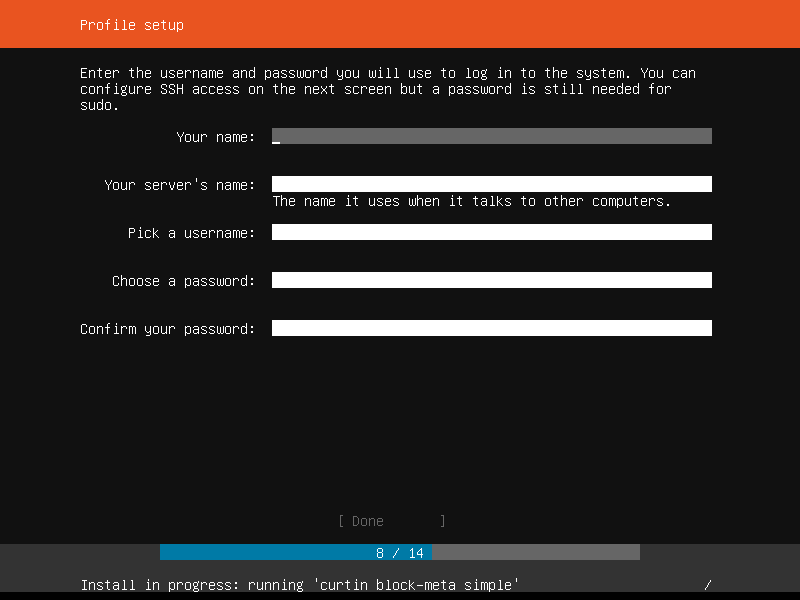 Profile setup
Enter the username and password you will use to log in to the system. You can
configure SSH access on the next screen but a password is still needed for
sudo.
Your name:
Your server's name:
The name it uses when it talks to other computers.
Pick a username:
Choose a password:
Confirm your password:
[ Done ]
8 / 14
Install in progress: running 'curtin block-meta simple' /